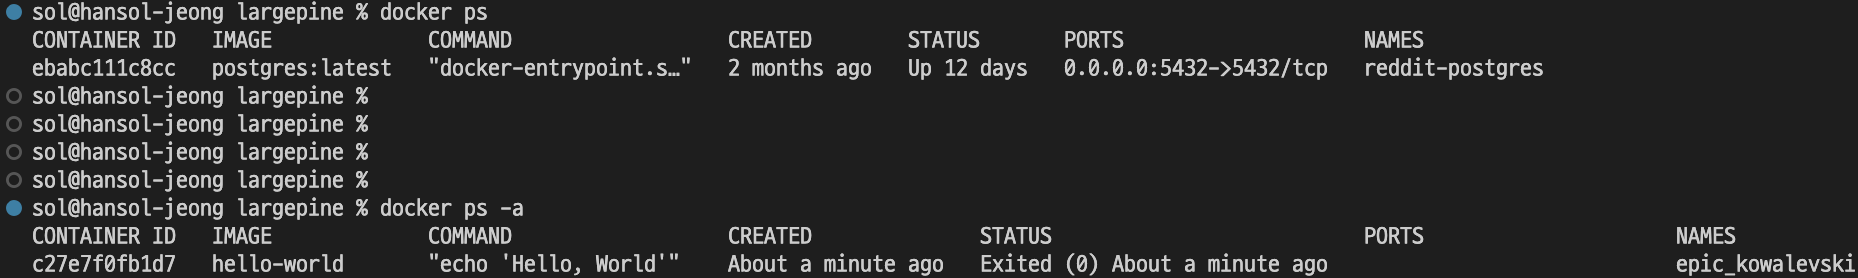 sol@hansol-jeong largepine % docker ps
CONTAINER ID   IMAGE             COMMAND                  CREATED        STATUS       PORTS                    NAMES
ebabc111c8cc   postgres:latest   "docker-entrypoint.s…"   2 months ago   Up 12 days   0.0.0.0:5432->5432/tcp   reddit-postgres
sol@hansol-jeong largepine %
sol@hansol-jeong largepine %
sol@hansol-jeong largepine %
sol@hansol-jeong largepine %
sol@hansol-jeong largepine % docker ps -a
CONTAINER ID   IMAGE             COMMAND                  CREATED              STATUS                          PORTS                     NAMES
c27e7f0fb1d7   hello-world       "echo 'Hello, World'"    About a minute ago   Exited (0) About a minute ago                             epic_kowalevski